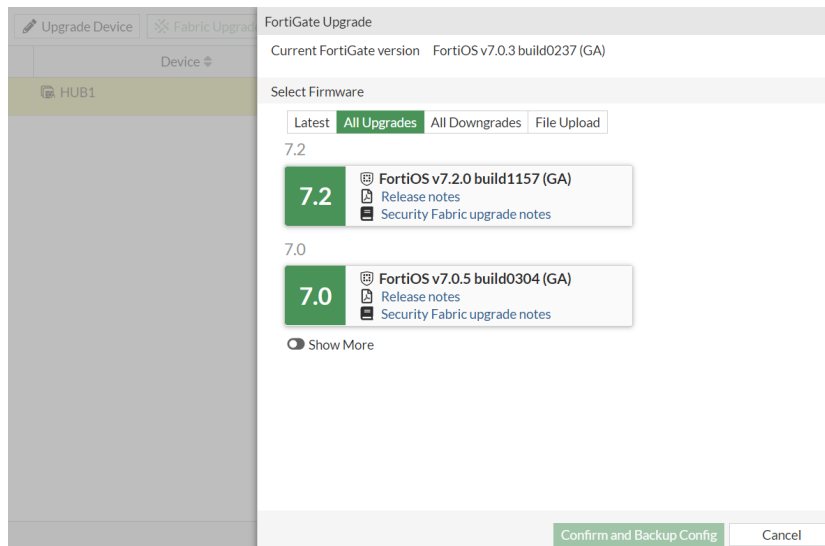 Upgrade Device
Fabric Upgrad
FortiGate Upgrade
Current FortiGate version FortiOS v7.0.3 build0237 (GA)
Device
HUB1
Select Firmware
Latest All Upgrades All Downgrades File Upload
7.2
7.2
FortiOS v7.2.0 build1157 (GA)
Release notes
Security Fabric upgrade notes
7.0
7.0
FortiOS v7.0.5 build0304 (GA)
Release notes
Security Fabric upgrade notes
Show More
Confirm and Backup Config
Cancel